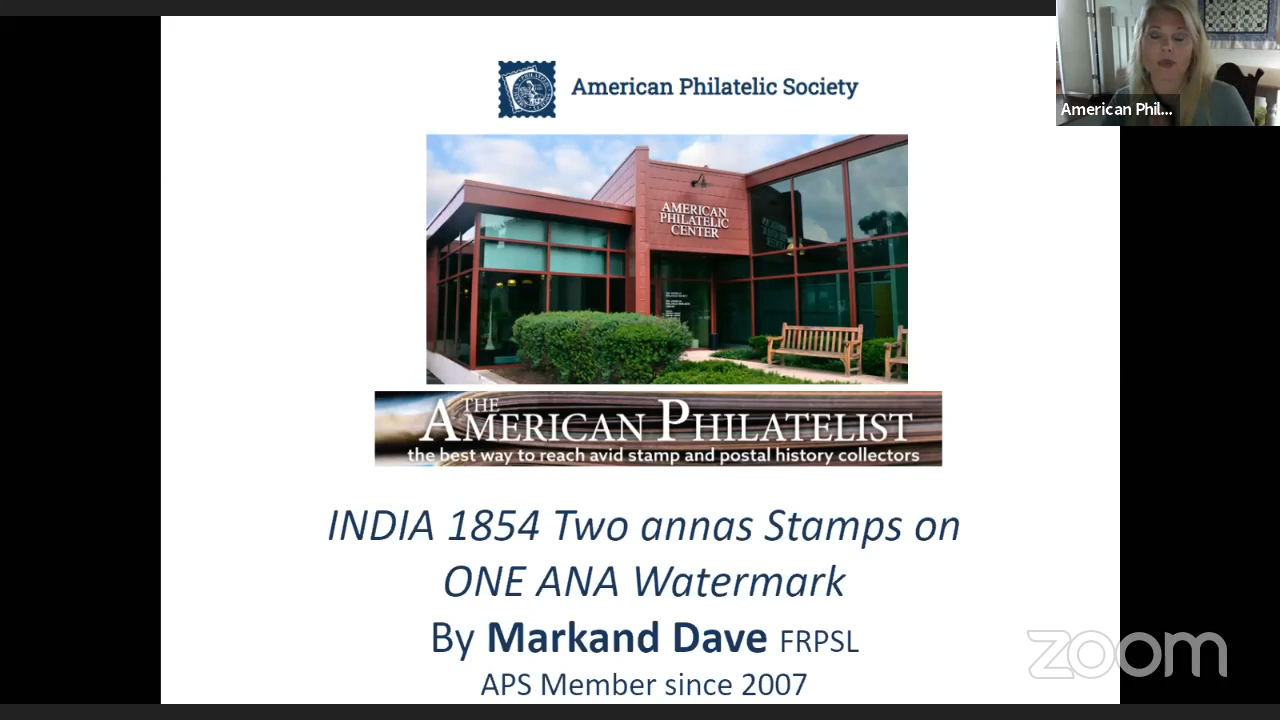 American Philatelic Society
American Phil...
AMERICAN
PHILATELIC
CENTER
THE
AMERICAN PHILATELIST
the best way to reach avid stamp and postal history collectors
INDIA 1854 Two annas Stamps on
ONE ANA Watermark
By Markand Dave FRPSL
APS Member since 2007
zoom